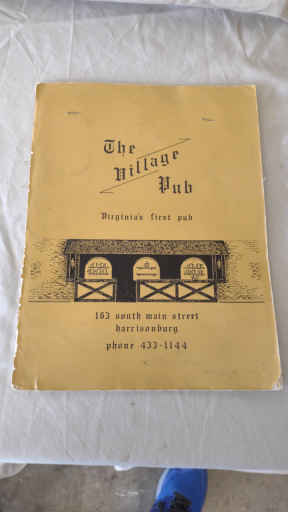 The
Village
Pub
Virginia's first pub
163 south main street
harrisonburg
phone 433-1144